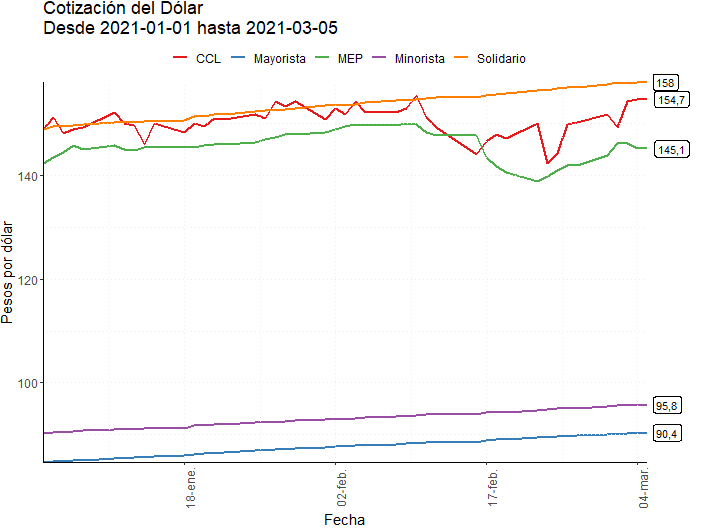 Cotización del Dólar
Desde 2021-01-01 hasta 2021-03-05
CCL Mayorista MEP Minorista Solidario
158
154,7
145,1
140
120
100
95,8
90,4
Pesos por dólar
18-ene.
02-feb.
17-feb.
04-mar.
Fecha